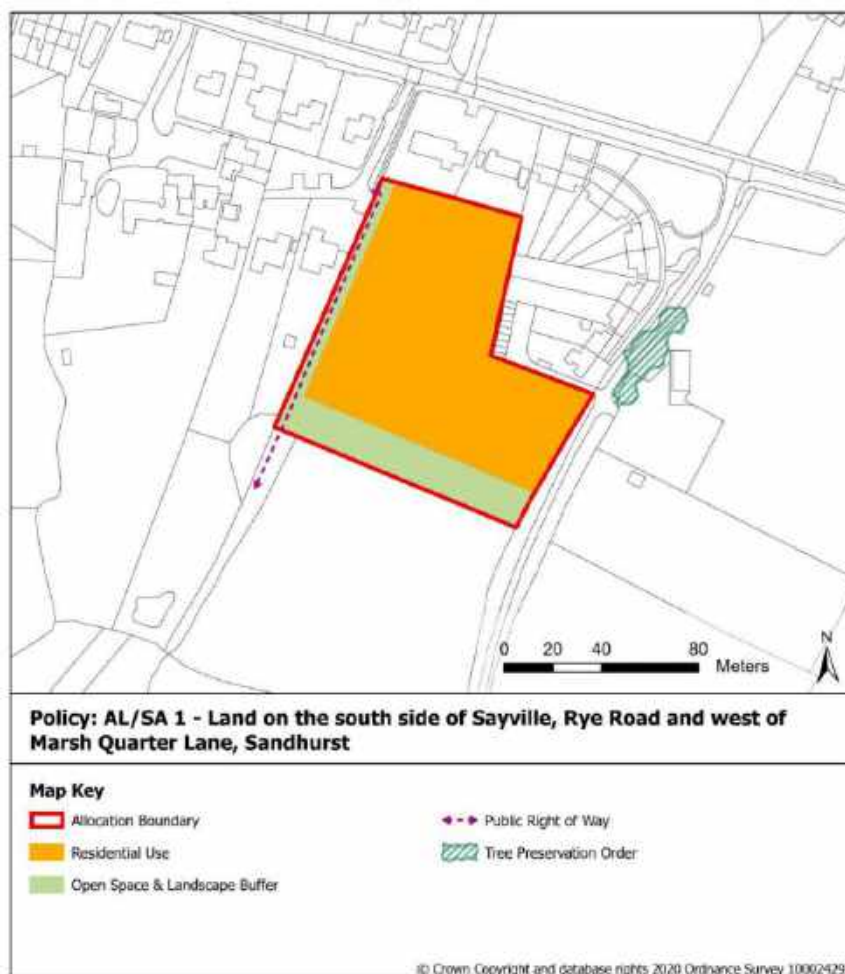 0 20 40 80
Meters
N
Policy: AL/SA 1 - Land on the south side of Sayville, Rye Road and west of
Marsh Quarter Lane, Sandhurst
Map Key
Allocation Boundary
Residential Use
Open Space & Landscape Buffer
Public Right of Way
Tree Preservation Order
© Crown Copyright and database rights 2020 Ordnance Survey 10002429